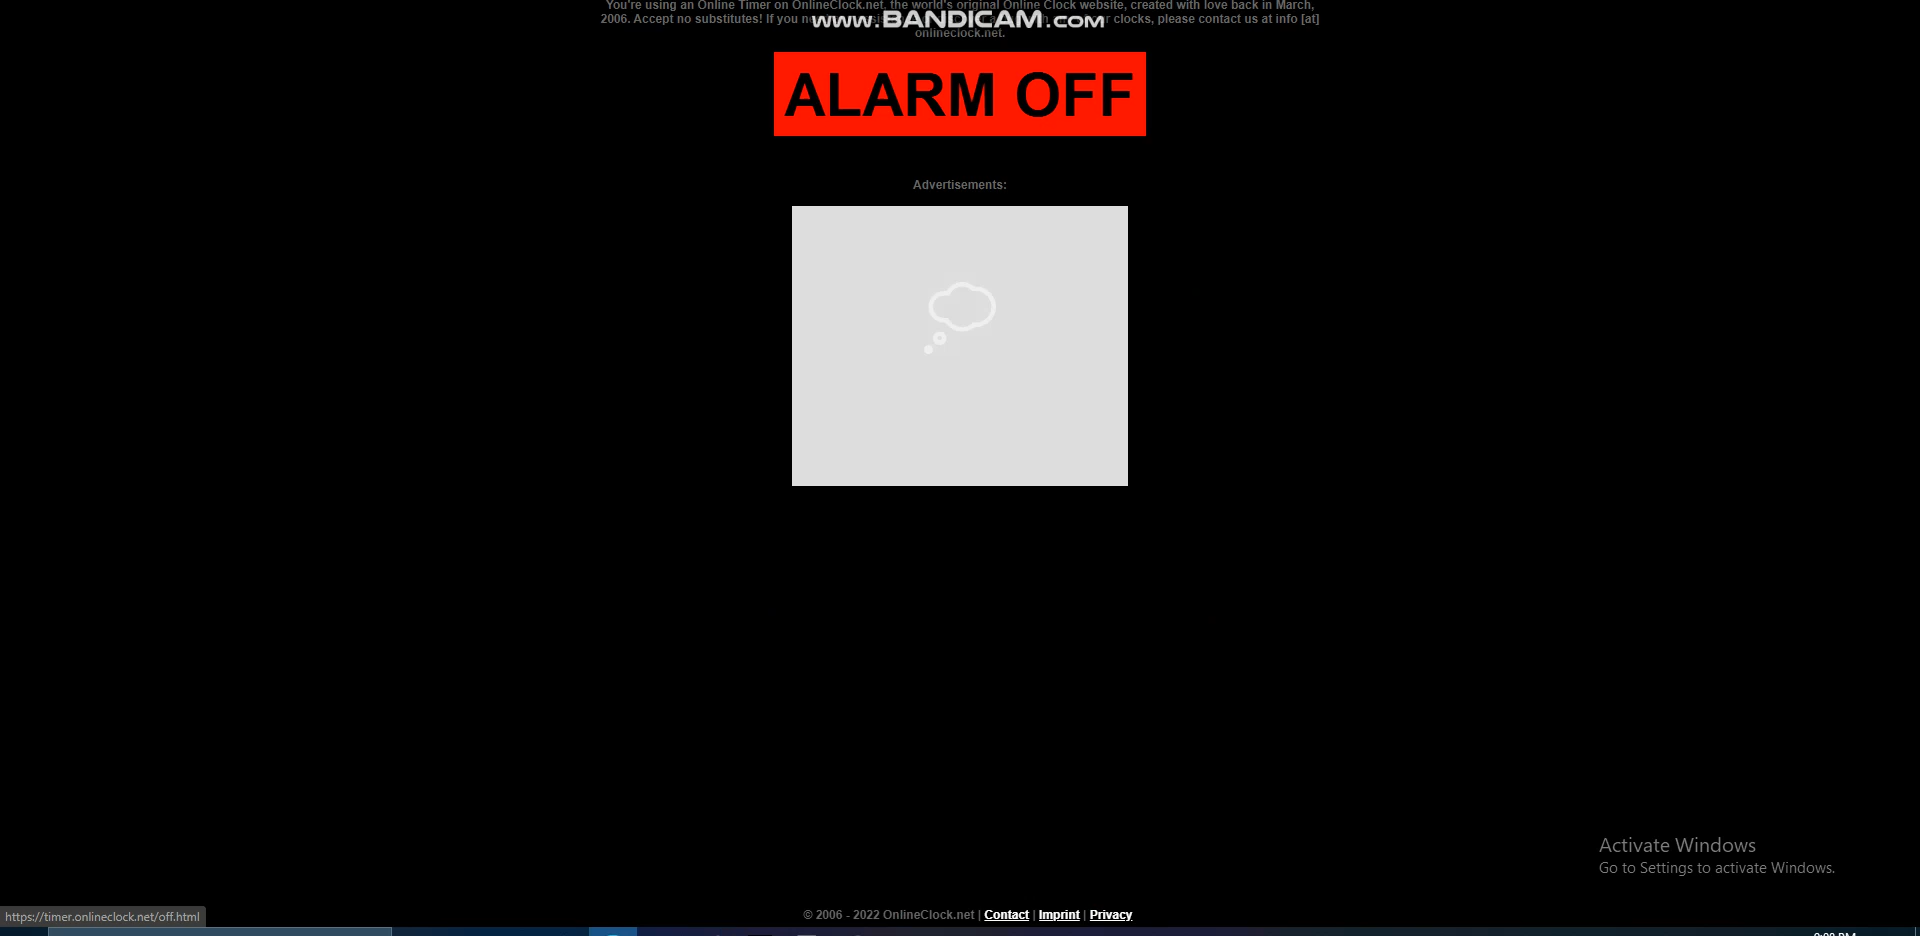 You're using an Online Timer on OnlineClock.net, the world's original Online Clock website, created with love back in March,
2006. Accept no substitutes! If you clocks, please contact us at info [at]
www.BANDICAM.com
onlineclock.net.
ALARM OFF
Advertisements:
Activate Windows
Go to Settings to activate Windows.
© 2006 - 2022 OnlineClock.net | Contact | Imprint | Privacy
https://timer.onlineclock.net/off.html